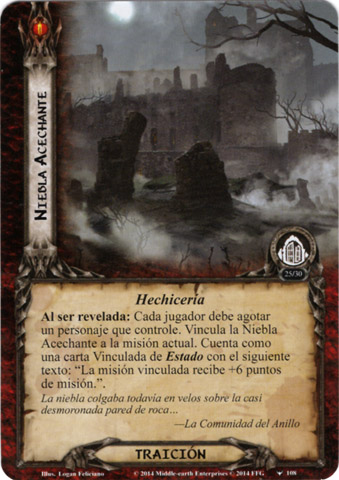 NIEBLA ACECHANTE
25/30
Hechicería
Al ser revelada: Cada jugador debe agotar
un personaje que controle. Vincula la Niebla
Acechante a la misión actual. Cuenta como
una carta Vinculada de Estado con el siguiente
texto: “La misión vinculada recibe +6 puntos
de misión.”.
La niebla colgaba todavía en velos sobre la casi
desmoronada pared de roca…
—La Comunidad del Anillo
TRAICIÓN
Illus. Logan Feliciano
© 2014 Middle-earth Enterprises © 2014 FFG
108